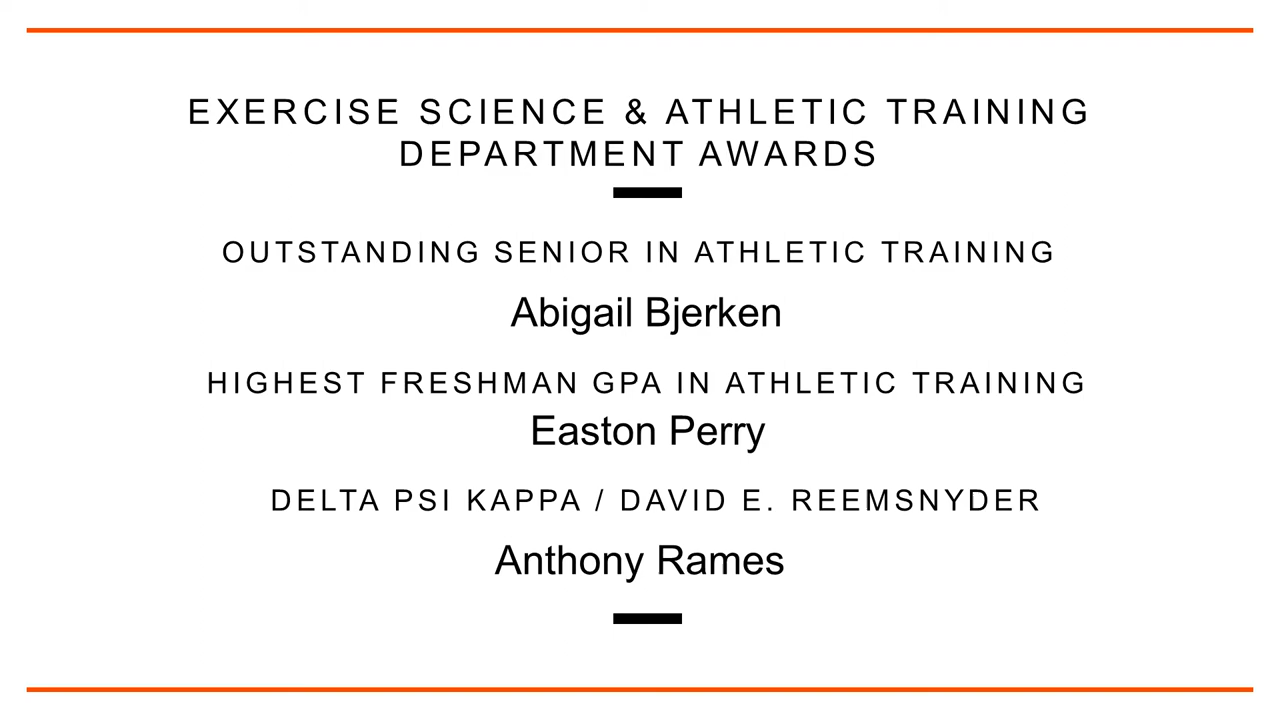 EXERCISE SCIENCE & ATHLETIC TRAINING
DEPARTMENT AWARDS
OUTSTANDING SENIOR IN ATHLETIC TRAINING
Abigail Bjerken
HIGHEST FRESHMAN GPA IN ATHLETIC TRAINING
Easton Perry
DELTA PSI KAPPA / DAVID E. REEMSNYDER
Anthony Rames